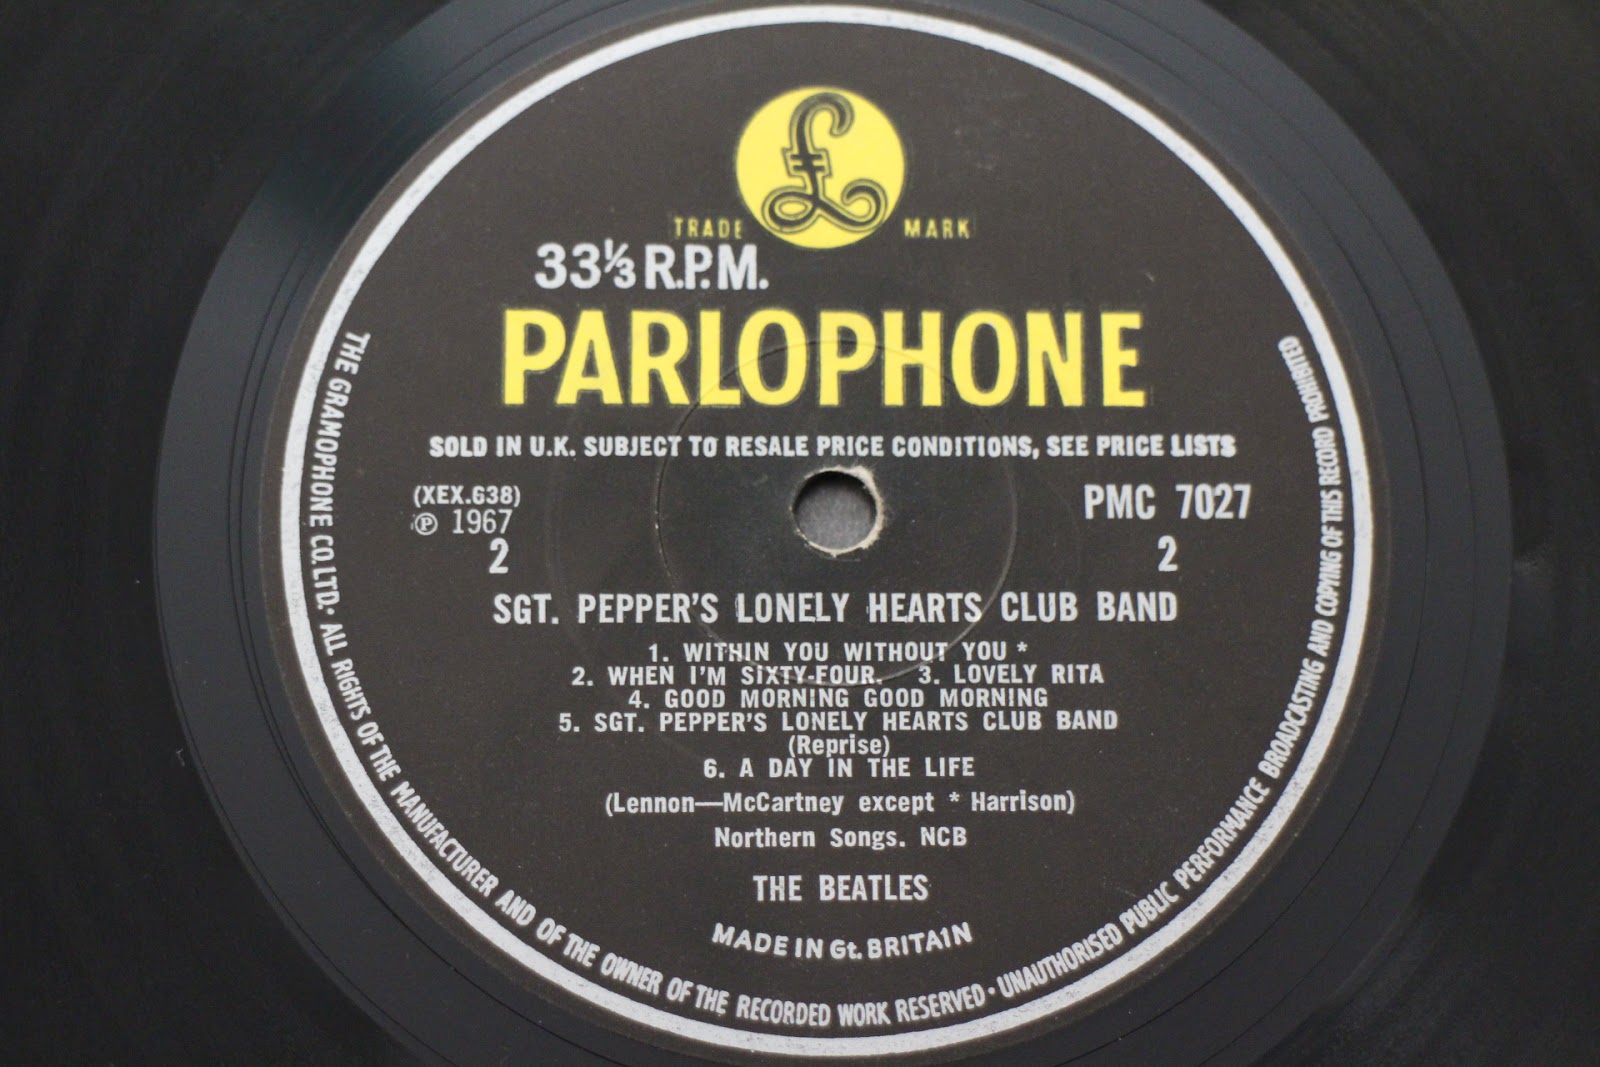 £
TRADE MARK
33⅓ R.P.M.
PARLOPHONE
SOLD IN U.K. SUBJECT TO RESALE PRICE CONDITIONS, SEE PRICE LISTS
(XEX.638)
℗ 1967
2
PMC 7027
2
SGT. PEPPER'S LONELY HEARTS CLUB BAND
1. WITHIN YOU WITHOUT YOU *
2. WHEN I'M SIXTY-FOUR. 3. LOVELY RITA
4. GOOD MORNING GOOD MORNING
5. SGT. PEPPER'S LONELY HEARTS CLUB BAND
(Reprise)
6. A DAY IN THE LIFE
(Lennon—McCartney except * Harrison)
Northern Songs. NCB
THE BEATLES
MADE IN Gt. BRITAIN
THE GRAMOPHONE CO. LTD. · ALL RIGHTS OF THE MANUFACTURER AND OF THE OWNER OF THE RECORDED WORK RESERVED · UNAUTHORISED PUBLIC PERFORMANCE BROADCASTING AND COPYING OF THIS RECORD PROHIBITED